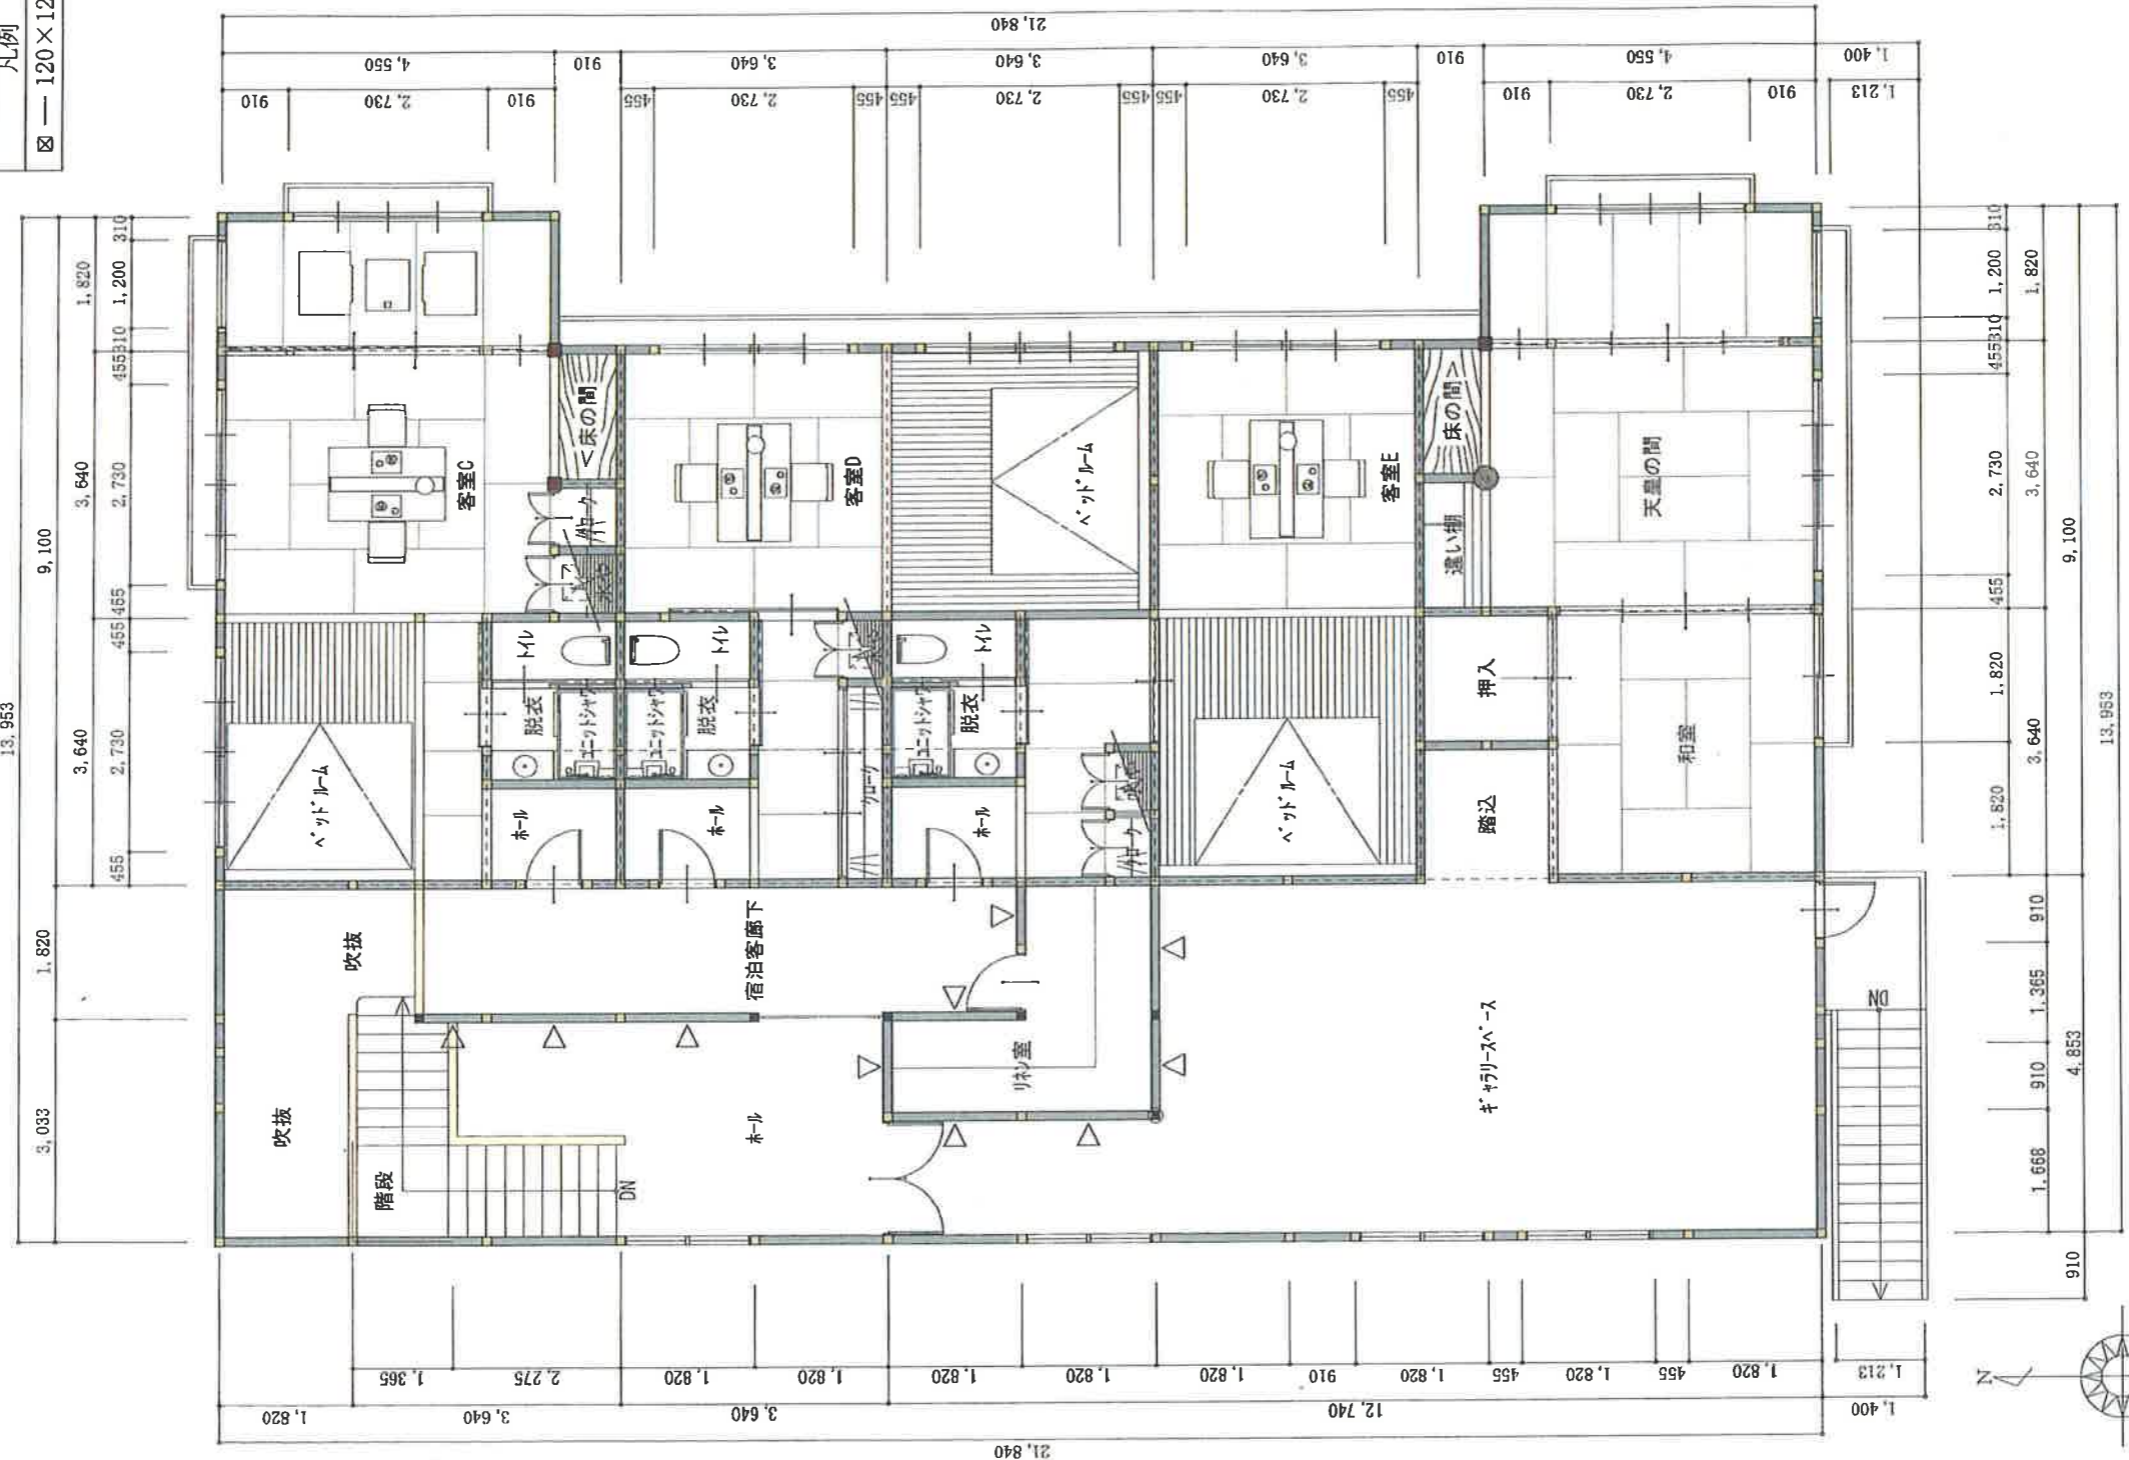 凡例
☒ ― 120×12
21,840
4,550
910
3,640
3,640
3,640
910
4,550
1,400
910
2,730
910
455
2,730
455
455
2,730
455
455
2,730
455
910
2,730
910
1,213
13,953
9,100
1,820
3,033
1,820
3,640
3,640
310
1,200
310
455
2,730
455
455
2,730
455
客室C
<床の間
クローク
客室D
ベッドルーム
客室E
床の間>
違い棚
天皇の間
ベッドルーム
トイレ
脱衣
ユニットシャワー
ホール
トイレ
脱衣
ユニットシャワー
ホール
クローク
トイレ
脱衣
ユニットシャワー
ホール
クローク
ベッドルーム
押入
踏込
和室
吹抜
吹抜
階段
DN
宿泊客廊下
ホール
リネン室
ギャラリースペース
DN
310
1,200
310
455
2,730
455
1,820
1,820
1,820
3,640
3,640
9,100
13,953
910
1,365
910
1,668
4,853
910
1,365
2,275
1,820
1,820
1,820
1,820
1,820
910
1,820
455
1,820
455
1,820
1,213
1,820
3,640
3,640
12,740
1,400
21,840
N